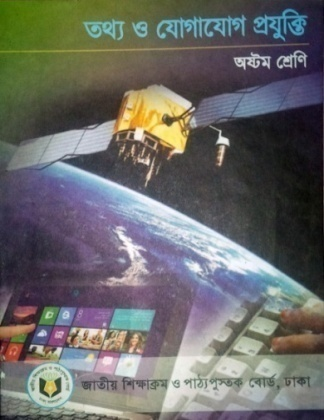 তথ্য ও যোগাযোগ প্রযুক্তি
অষ্টম শ্রেণি
জাতীয় শিক্ষাক্রম ও পাঠ্যপুস্তক বোর্ড, ঢাকা